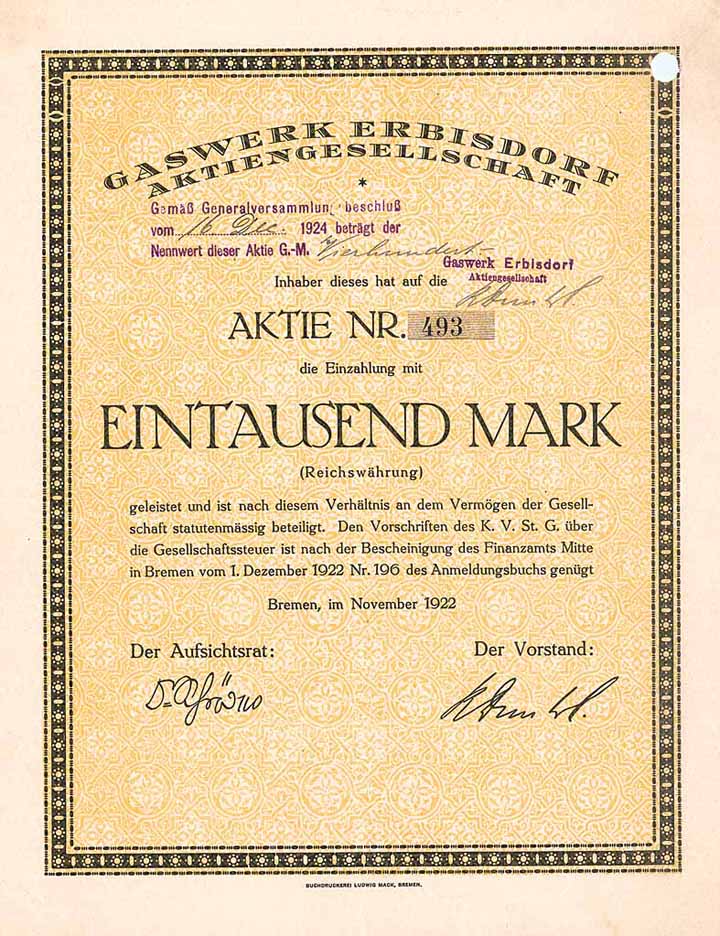 GASWERK ERBISDORF
AKTIENGESELLSCHAFT
*
Gemäß Generalversammlungsbeschluß
vom 16 Dec. 1924 beträgt der
Nennwert dieser Aktie G.-M. Vierhundert
Gaswerk Erbisdorf
Aktiengesellschaft
Inhaber dieses hat auf die
AKTIE NR. 493
die Einzahlung mit
EINTAUSEND MARK
(Reichswährung)
geleistet und ist nach diesem Verhältnis an dem Vermögen der Gesell-
schaft statutenmässig beteiligt. Den Vorschriften des K. V. St. G. über
die Gesellschaftssteuer ist nach der Bescheinigung des Finanzamts Mitte
in Bremen vom 1. Dezember 1922 Nr. 196 des Anmeldungsbuchs genügt
Bremen, im November 1922
Der Aufsichtsrat:
Der Vorstand:
BUCHDRUCKEREI LUDWIG MACK, BREMEN.